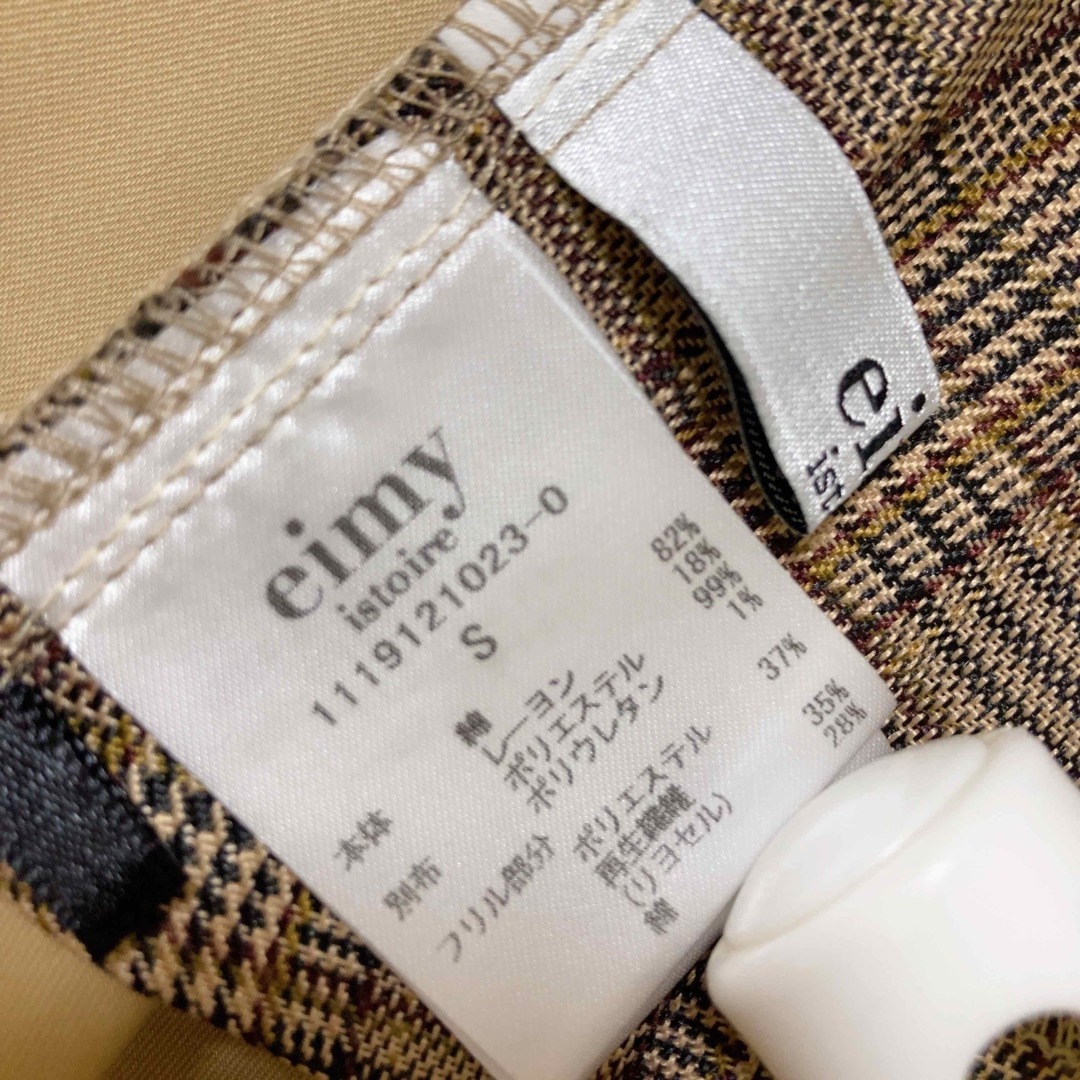 eimy
istoire
1119121023-0
S
本体 綿 82%
レーヨン 18%
別布 ポリエステル 99%
ポリウレタン 1%
フリル部分 ポリエステル 37%
再生繊維
(リヨセル) 35%
綿 28%
ei
ist